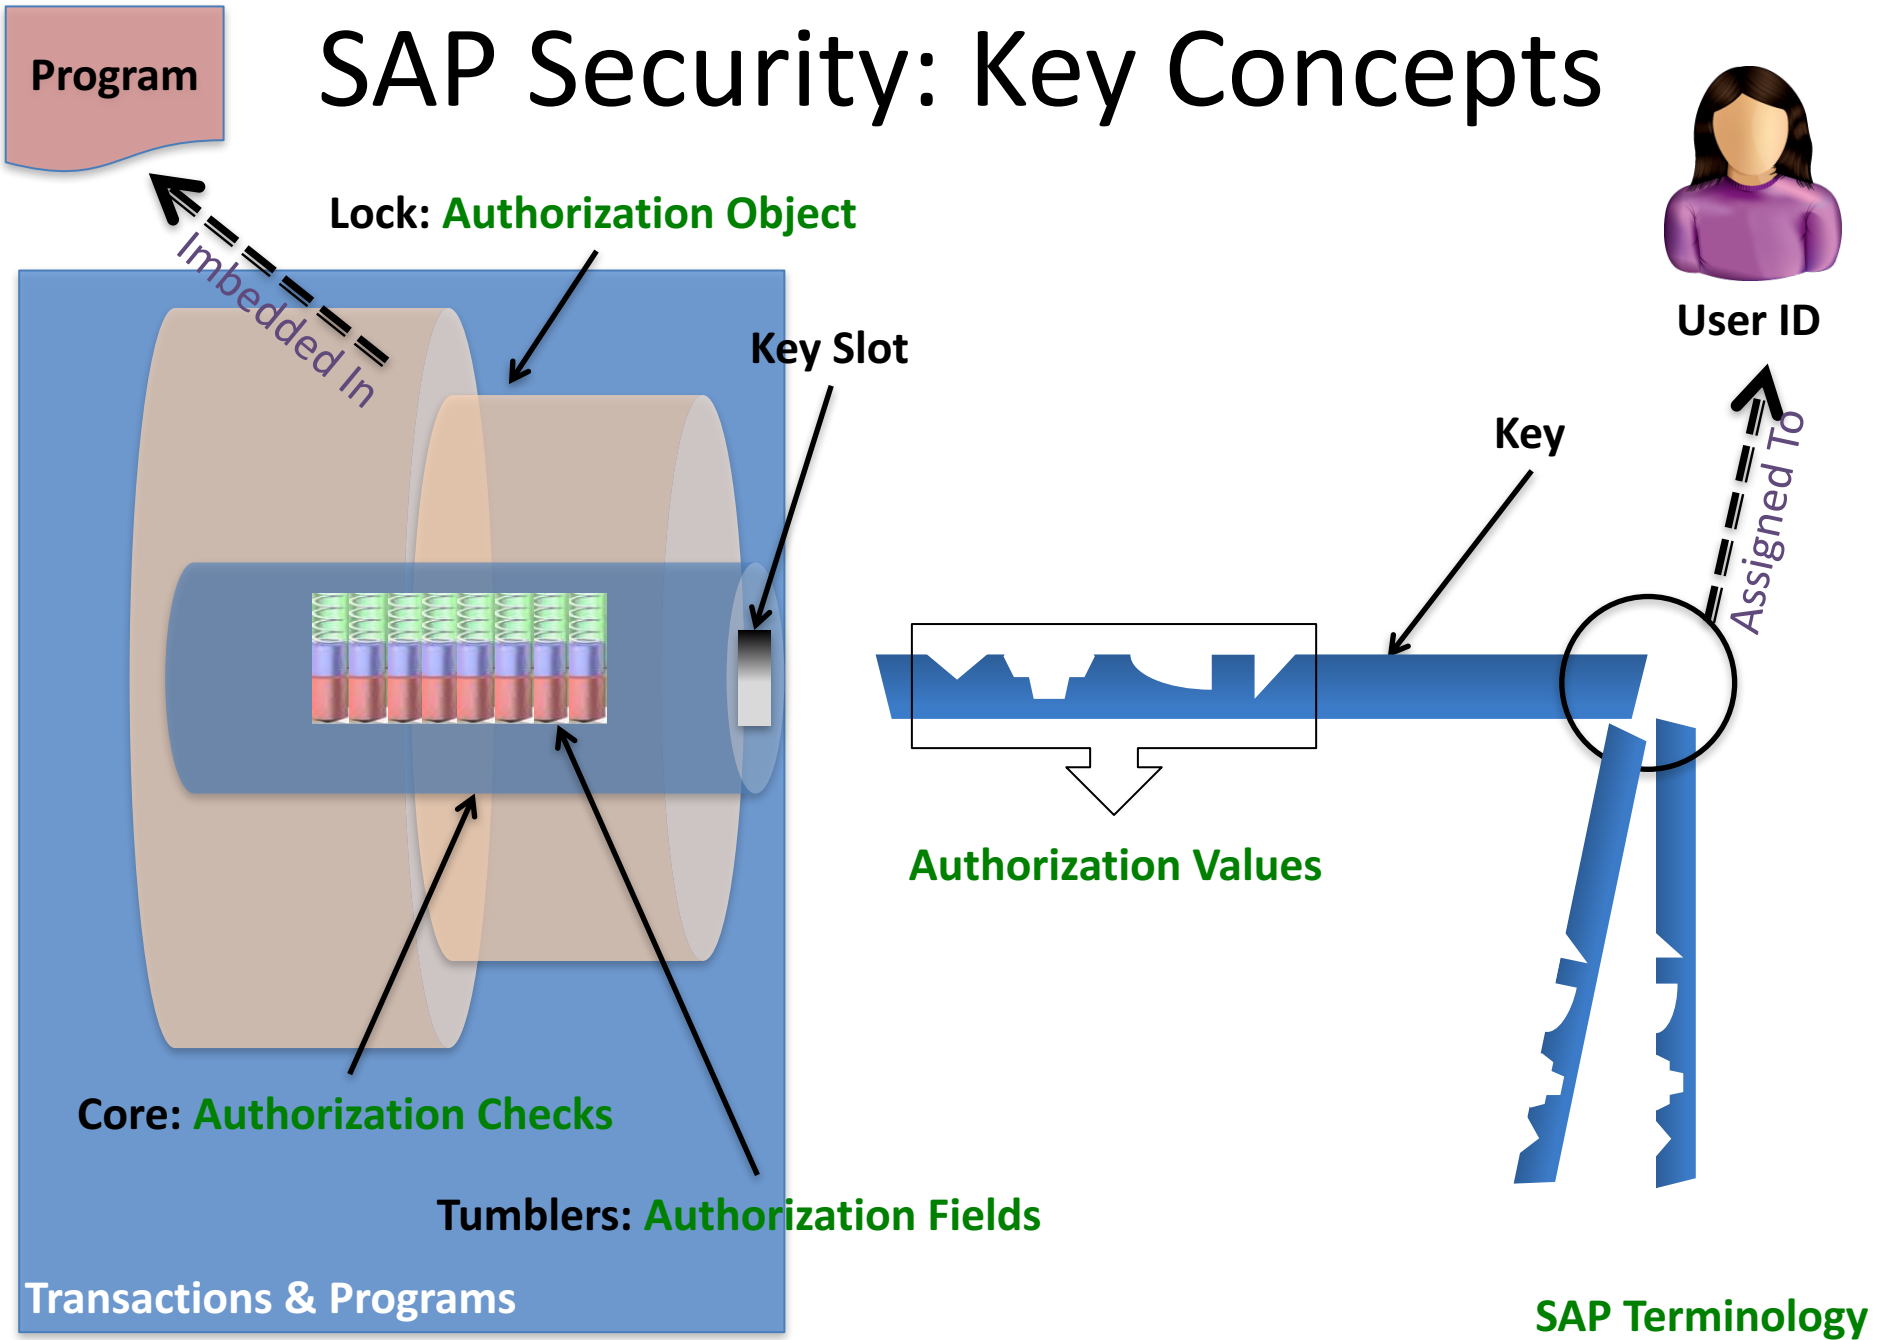 SAP Security: Key Concepts
Program
Lock: Authorization Object
Imbedded In
Key Slot
User ID
Key
Assigned To
Authorization Values
Core: Authorization Checks
Tumblers: Authorization Fields
Transactions & Programs
SAP Terminology